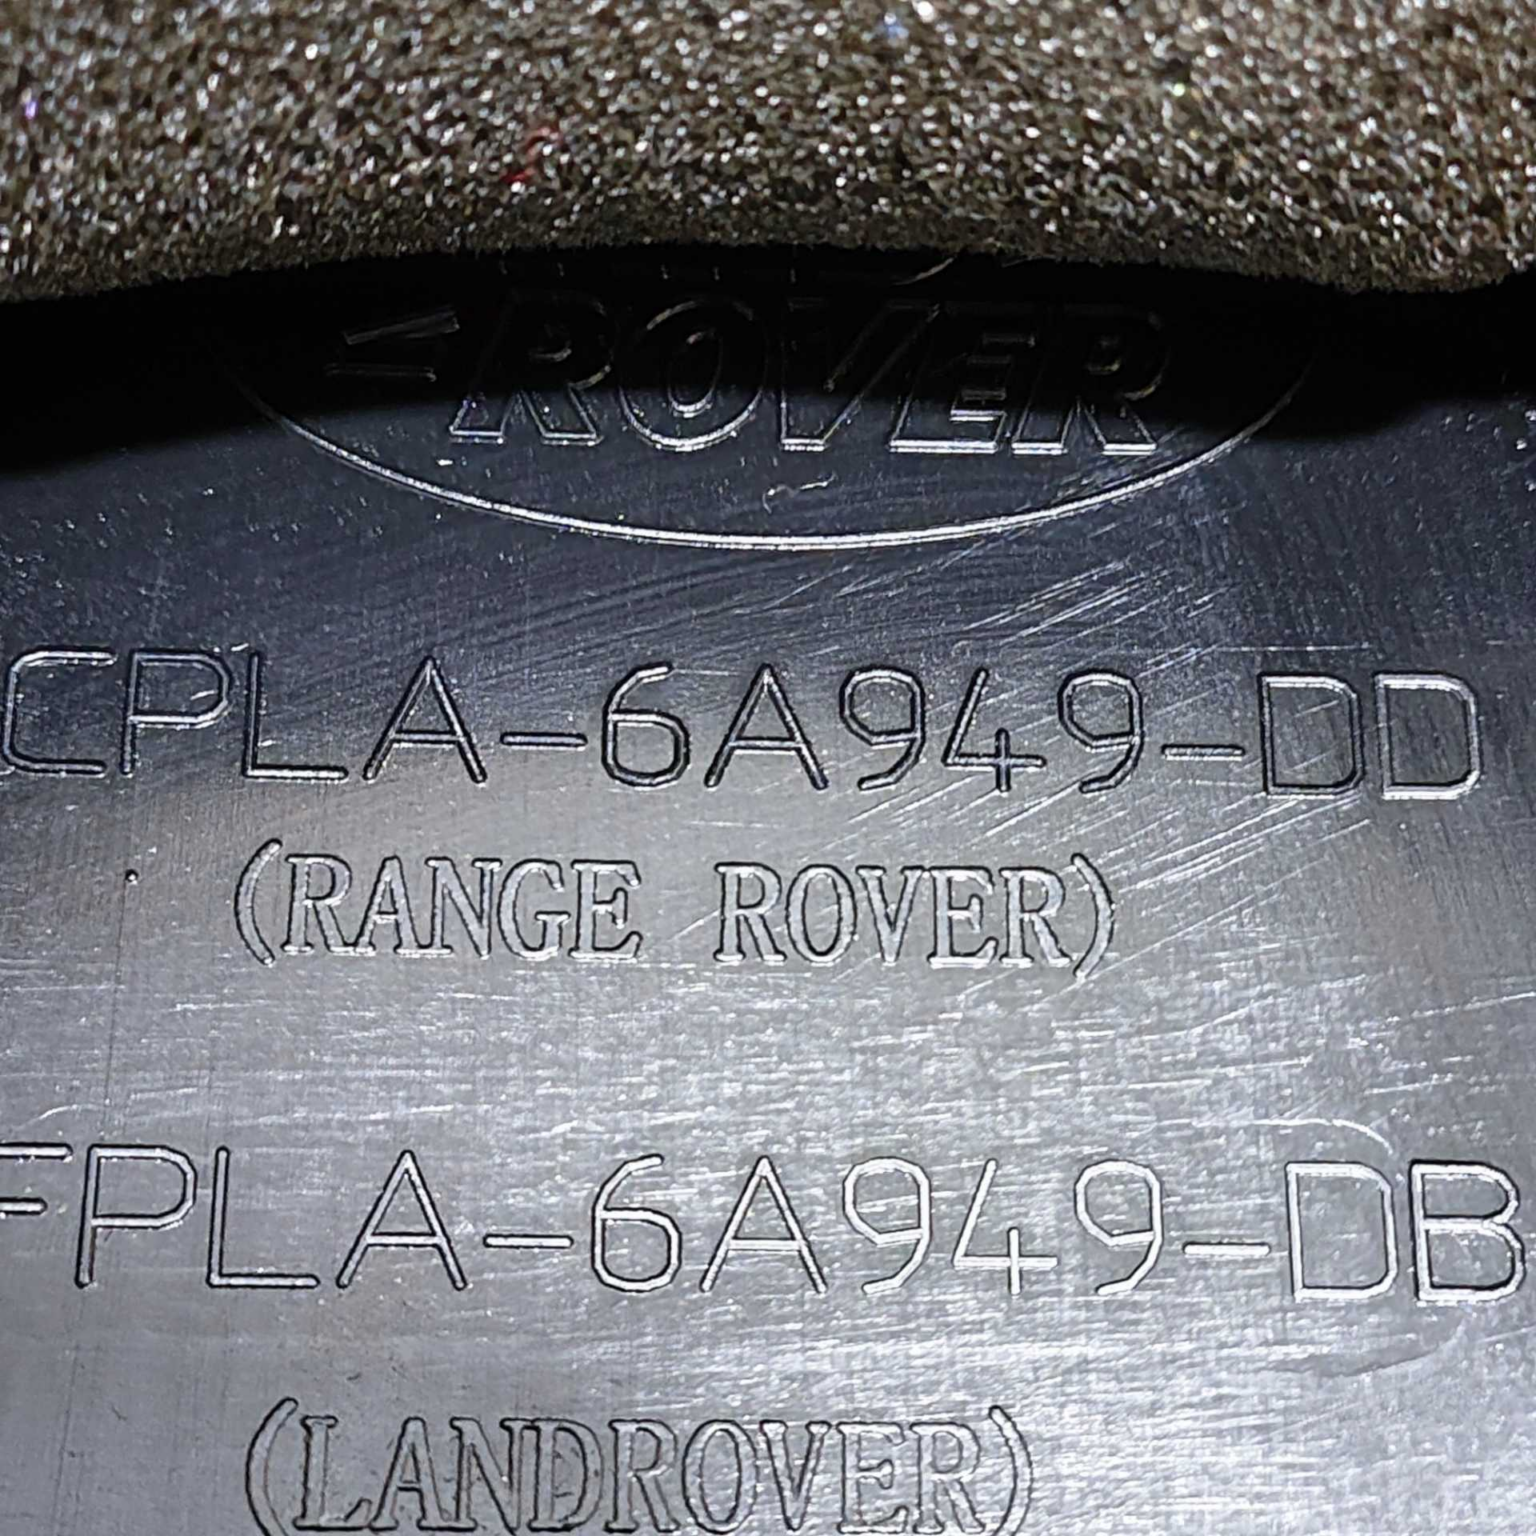 ROVER
CPLA-6A949-DD
(RANGE ROVER)
FPLA-6A949-DB
(LANDROVER)